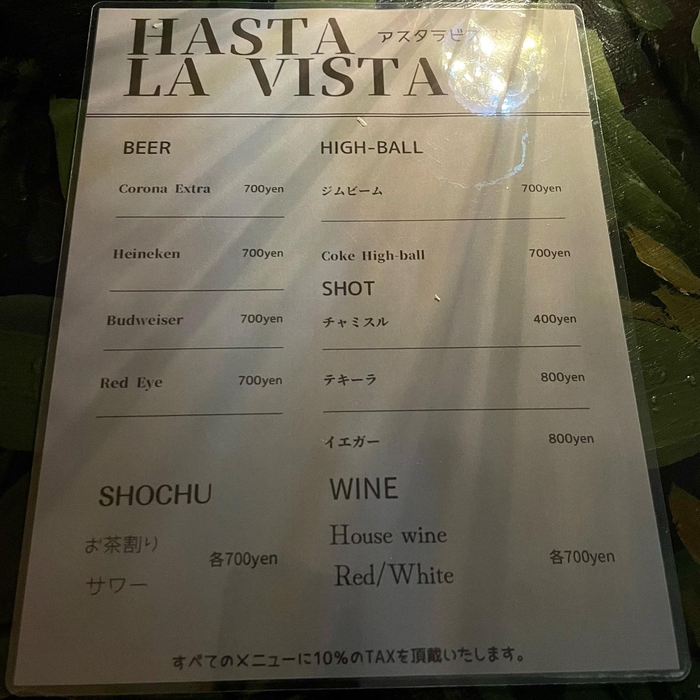 HASTA
LA VISTA
BEER
Corona Extra 700yen
Heineken 700yen
Budweiser 700yen
Red Eye 700yen
HIGH-BALL
ジムビーム 700yen
Coke High-ball 700yen
SHOT
チャミスル 400yen
テキーラ 800yen
イエガー 800yen
SHOCHU
お茶割り
サワー
各700yen
WINE
House wine
Red/White
各700yen
すべてのメニューに10%のTAXを頂戴いたします。